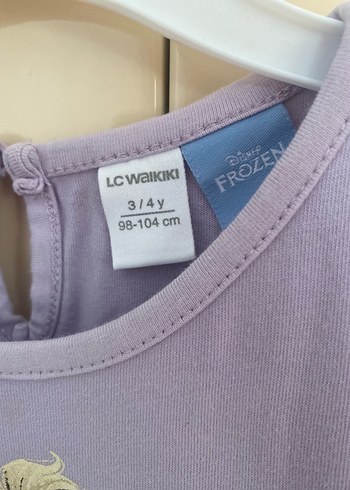 LC WAIKIKI
3 / 4 y
98-104 cm
Disney
FROZEN